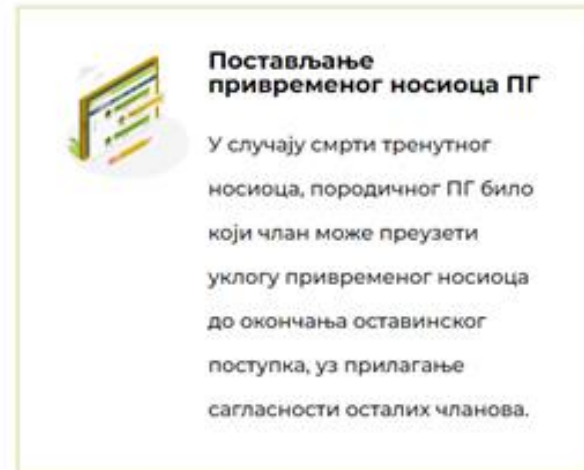 Постављање
привременог носиоца ПГ
У случају смрти тренутног
носиоца, породичног ПГ било
који члан може преузети
уклогу привременог носиоца
до окончања оставинског
поступка, уз прилагање
сагласности осталих чланова.